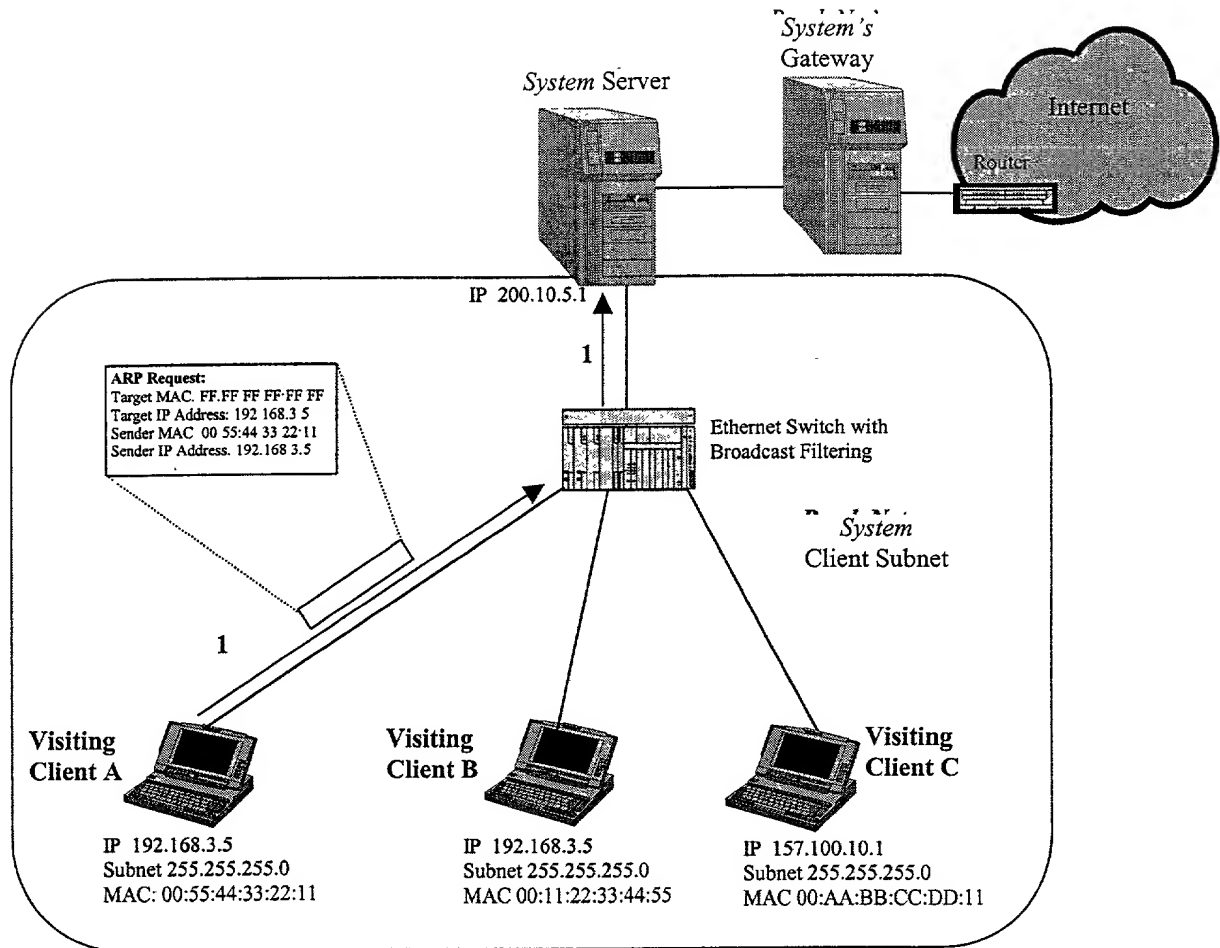 System's
Gateway
System Server
Internet
Router
IP 200.10.5.1
1
ARP Request:
Target MAC. FF.FF FF FF·FF FF
Target IP Address: 192 168.3 5
Sender MAC 00 55:44 33 22·11
Sender IP Address. 192.168 3.5
Ethernet Switch with
Broadcast Filtering
System
Client Subnet
1
Visiting
Client A
Visiting
Client B
Visiting
Client C
IP 192.168.3.5
Subnet 255.255.255.0
MAC: 00:55:44:33:22:11
IP 192.168.3.5
Subnet 255.255.255.0
MAC 00:11:22:33:44:55
IP 157.100.10.1
Subnet 255.255.255.0
MAC 00:AA:BB:CC:DD:11